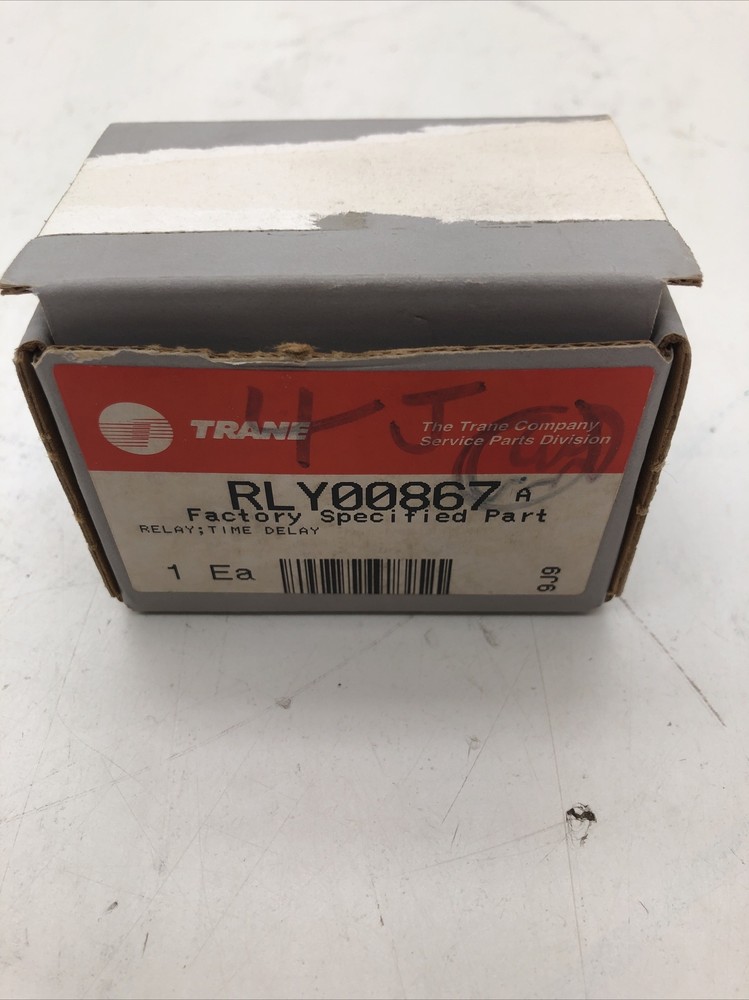 TRANE
The Trane Company
Service Parts Division
RLY00867 A
Factory Specified Part
RELAY;TIME DELAY
1 Ea
9J9